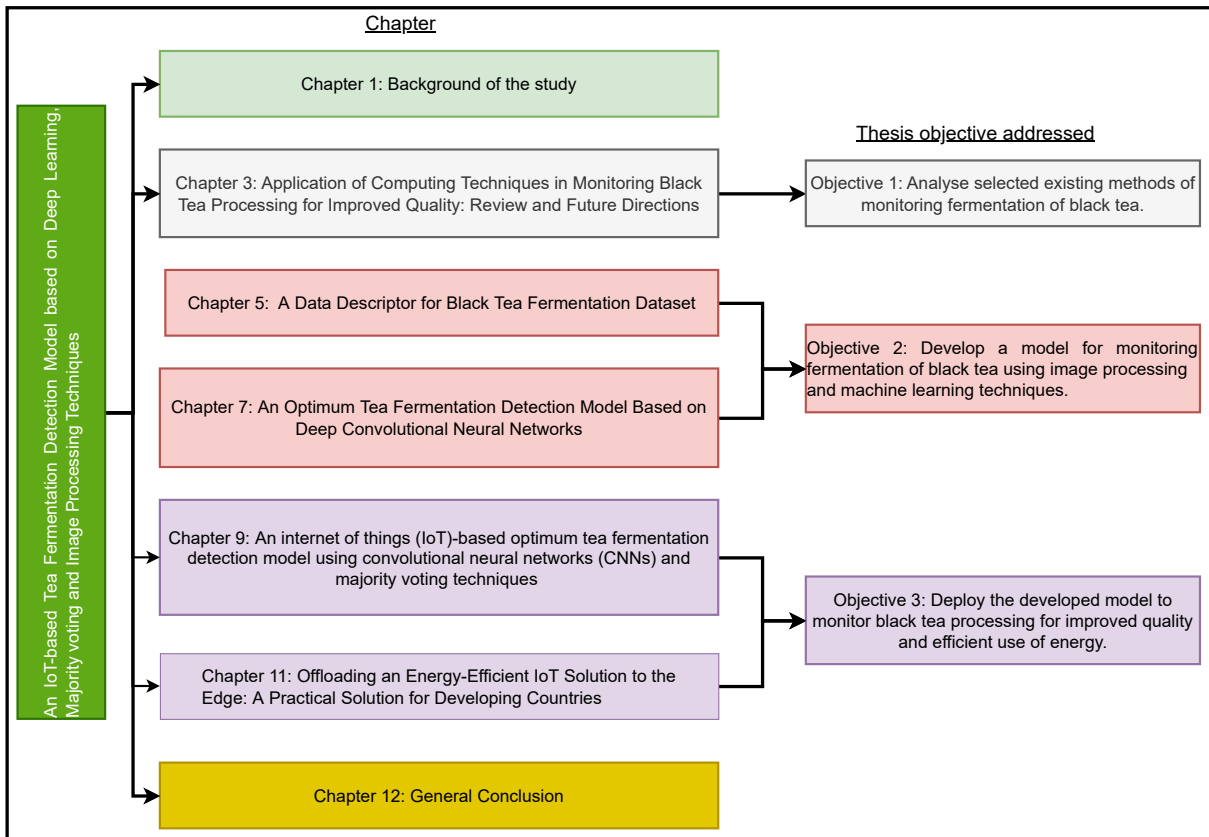 An IoT-based Tea Fermentation Detection Model based on Deep Learning,
Majority voting and Image Processing Techniques
Chapter
Chapter 1: Background of the study
Thesis objective addressed
Chapter 3: Application of Computing Techniques in Monitoring Black
Tea Processing for Improved Quality: Review and Future Directions
Objective 1: Analyse selected existing methods of
monitoring fermentation of black tea.
Chapter 5: A Data Descriptor for Black Tea Fermentation Dataset
Chapter 7: An Optimum Tea Fermentation Detection Model Based on
Deep Convolutional Neural Networks
Objective 2: Develop a model for monitoring
fermentation of black tea using image processing
and machine learning techniques.
Chapter 9: An internet of things (IoT)-based optimum tea fermentation
detection model using convolutional neural networks (CNNs) and
majority voting techniques
Chapter 11: Offloading an Energy-Efficient IoT Solution to the
Edge: A Practical Solution for Developing Countries
Objective 3: Deploy the developed model to
monitor black tea processing for improved quality
and efficient use of energy.
Chapter 12: General Conclusion